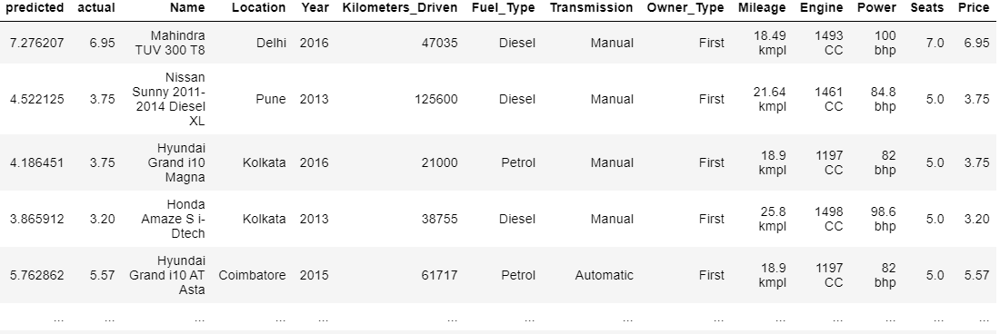 predicted actual Name Location Year Kilometers_Driven Fuel_Type Transmission Owner_Type Mileage Engine Power Seats Price
7.276207 6.95 Mahindra TUV 300 T8 Delhi 2016 47035 Diesel Manual First 18.49 kmpl 1493 CC 100 bhp 7.0 6.95
4.522125 3.75 Nissan Sunny 2011-2014 Diesel XL Pune 2013 125600 Diesel Manual First 21.64 kmpl 1461 CC 84.8 bhp 5.0 3.75
4.186451 3.75 Hyundai Grand i10 Magna Kolkata 2016 21000 Petrol Manual First 18.9 kmpl 1197 CC 82 bhp 5.0 3.75
3.865912 3.20 Honda Amaze S i-Dtech Kolkata 2013 38755 Diesel Manual First 25.8 kmpl 1498 CC 98.6 bhp 5.0 3.20
5.762862 5.57 Hyundai Grand i10 AT Asta Coimbatore 2015 61717 Petrol Automatic First 18.9 kmpl 1197 CC 82 bhp 5.0 5.57
... ... ... ... ... ... ... ... ... ... ... ... ... ...